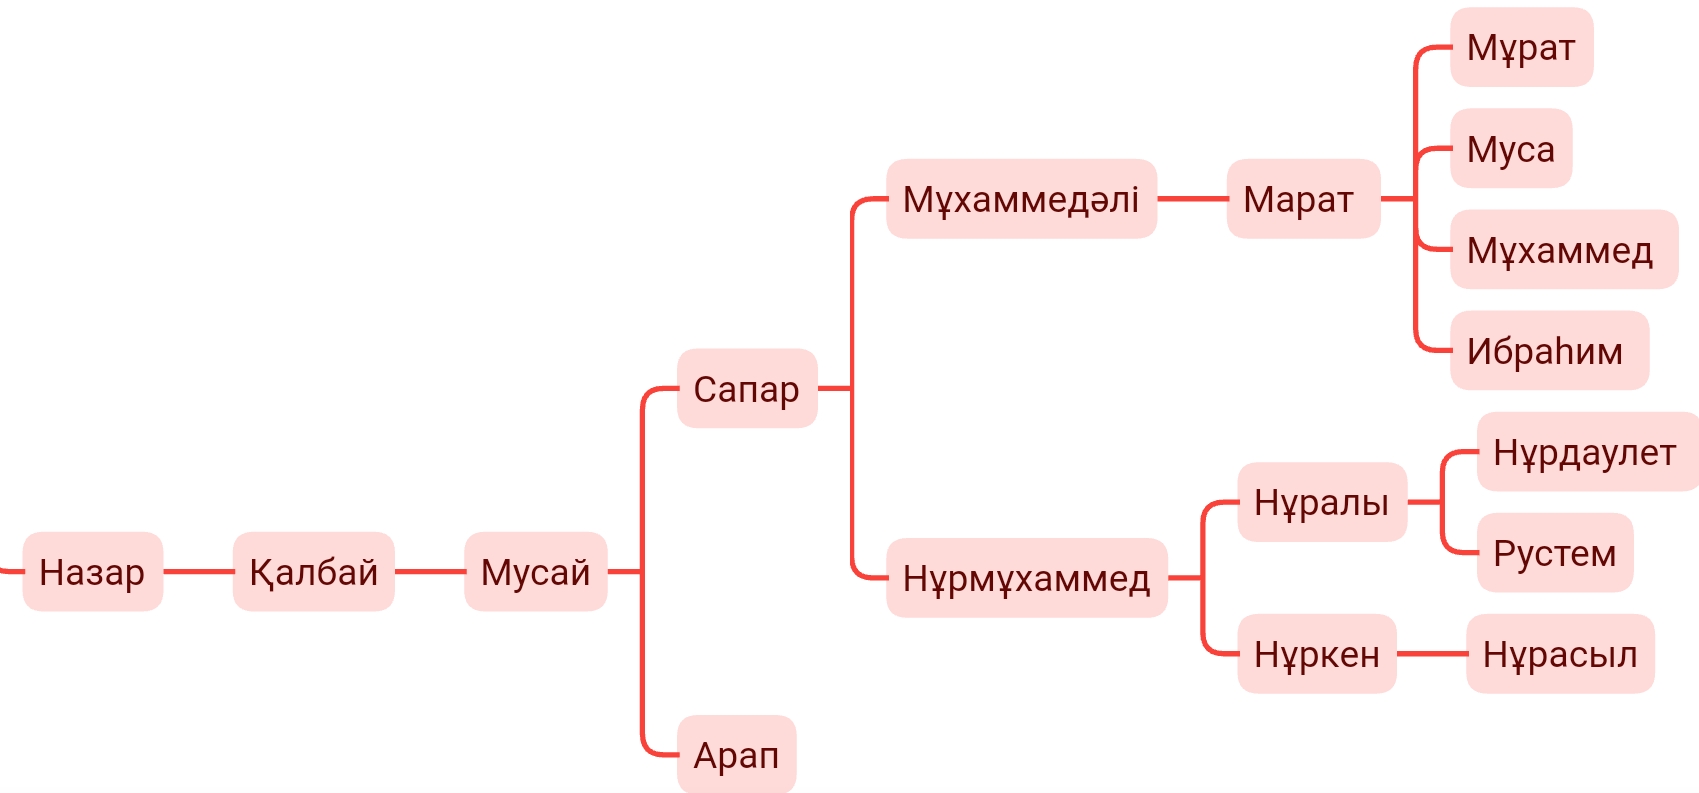 Мұрат
Муса
Мұхаммедәлі
Марат
Мұхаммед
Ибраһим
Сапар
Нұрдаулет
Нұралы
Рустем
Назар
Қалбай
Мусай
Нұрмұхаммед
Нұркен
Нұрасыл
Арап